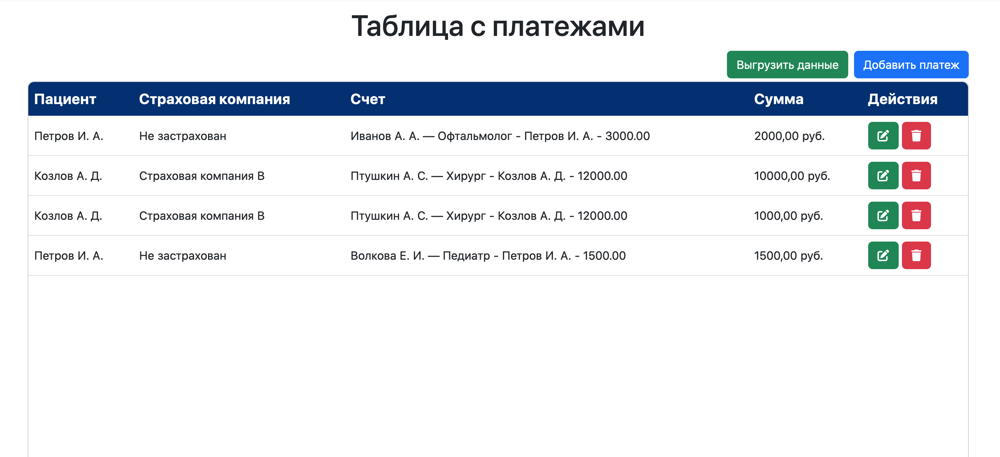 Таблица с платежами
Выгрузить данные Добавить платеж
Пациент Страховая компания Счет Сумма Действия
Петров И. А. Не застрахован Иванов А. А. — Офтальмолог - Петров И. А. - 3000.00 2000,00 руб.
Козлов А. Д. Страховая компания В Птушкин А. С. — Хирург - Козлов А. Д. - 12000.00 10000,00 руб.
Козлов А. Д. Страховая компания В Птушкин А. С. — Хирург - Козлов А. Д. - 12000.00 1000,00 руб.
Петров И. А. Не застрахован Волкова Е. И. — Педиатр - Петров И. А. - 1500.00 1500,00 руб.